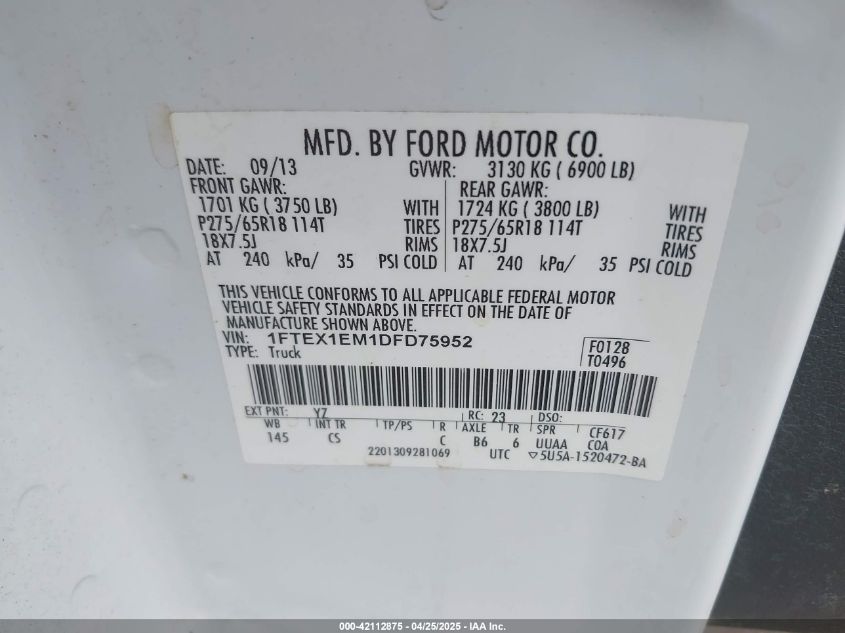 MFD. BY FORD MOTOR CO.
DATE: 09/13 GVWR: 3130 KG ( 6900 LB)
FRONT GAWR: REAR GAWR:
1701 KG ( 3750 LB) WITH 1724 KG ( 3800 LB) WITH
P275/65R18 114T TIRES P275/65R18 114T TIRES
18X7.5J RIMS 18X7.5J RIMS
AT 240 kPa/ 35 PSI COLD AT 240 kPa/ 35 PSI COLD
THIS VEHICLE CONFORMS TO ALL APPLICABLE FEDERAL MOTOR
VEHICLE SAFETY STANDARDS IN EFFECT ON THE DATE OF
MANUFACTURE SHOWN ABOVE.
VIN: 1FTEX1EM1DFD75952 F0128
TYPE: Truck T0496
EXT PNT: YZ RC: 23 DSO:
WB INT TR TP/PS R AXLE TR SPR CF617
145 CS C B6 6 UUAA COA
2201309281069 UTC ▽5U5A-1520472-BA
000-42112875 / 04/25/2025 - IAA Inc.